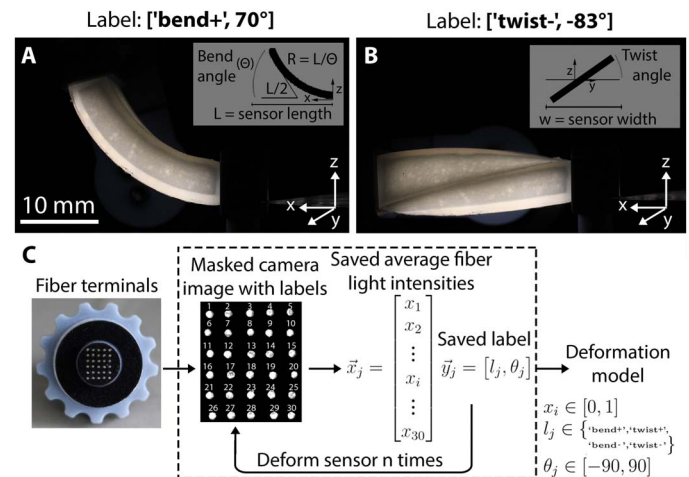 Label: ['bend+', 70°]
Label: ['twist-', -83°]
A
Bend
angle (Θ)
R = L/Θ
L/2
z
x
L = sensor length
10 mm
z
x
y
B
z
y
Twist
angle
w = sensor width
z
x
y
C
Fiber terminals
Masked camera
image with labels
Saved average fiber
light intensities
1 2 3 4 5
6 7 8 9 10
11 12 13 14 15
16 17 18 19 20
21 22 23 24 25
26 27 28 29 30
x⃗j =
x1
x2
⋮
xi
⋮
x30
Saved label
y⃗j = [lj, θj]
Deformation
model
xi ∈ [0, 1]
lj ∈ {'bend+','twist+',
'bend-','twist-'}
θj ∈ [−90, 90]
Deform sensor n times